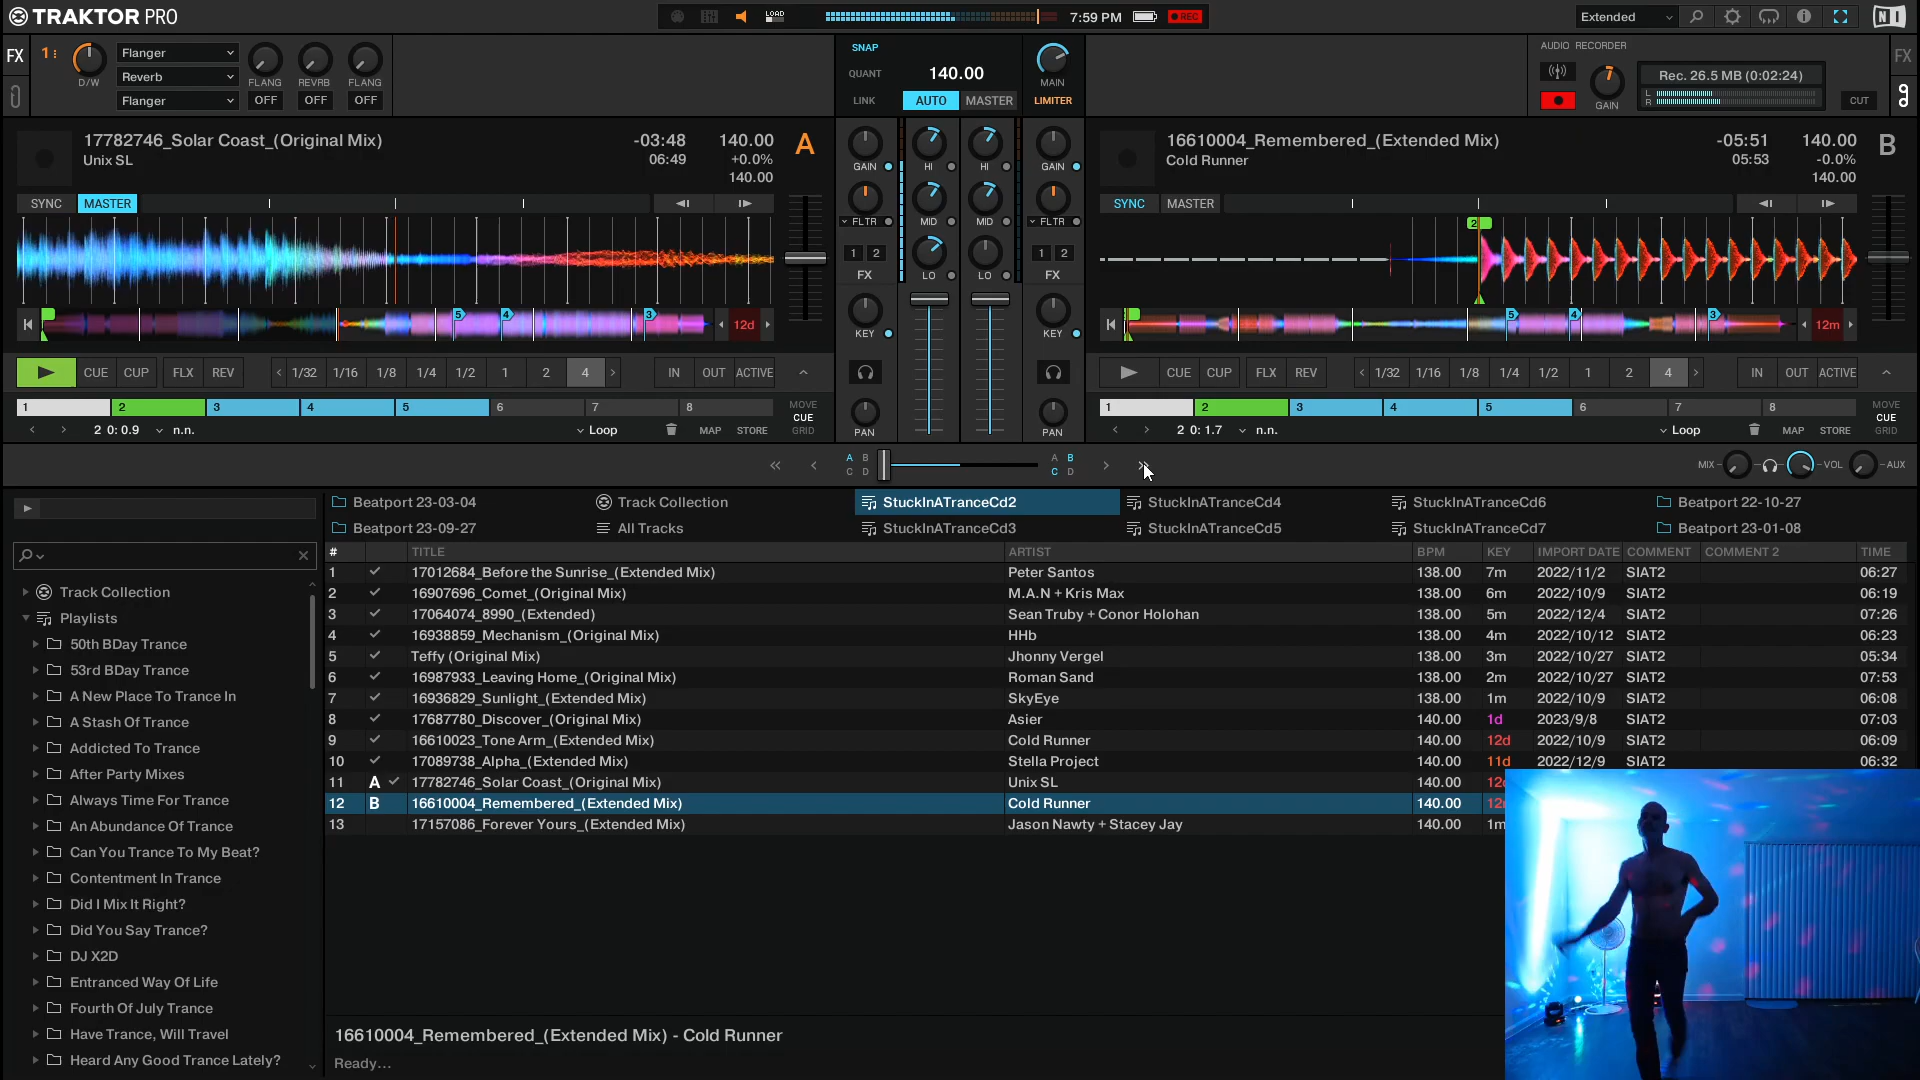 TRAKTOR PRO
LOAD
7:59 PM
REC
Extended
NI
FX
1
D/W
Flanger
Reverb
Flanger
FLANG
REVRB
FLANG
OFF
OFF
OFF
SNAP
QUANT
LINK
140.00
AUTO
MASTER
MAIN
LIMITER
AUDIO RECORDER
GAIN
Rec. 26.5 MB (0:02:24)
L
R
CUT
FX
17782746_Solar Coast_(Original Mix)
Unix SL
-03:48
06:49
140.00
+0.0%
140.00
A
SYNC
MASTER
5
4
3
12d
CUE
CUP
FLX
REV
1/32
1/16
1/8
1/4
1/2
1
2
4
IN
OUT
ACTIVE
1
2
3
4
5
6
7
8
MOVE
CUE
GRID
2 0: 0.9
n.n.
Loop
MAP
STORE
GAIN
HI
HI
GAIN
FLTR
MID
MID
FLTR
1
2
LO
LO
1
2
FX
FX
KEY
KEY
PAN
PAN
16610004_Remembered_(Extended Mix)
Cold Runner
-05:51
05:53
140.00
-0.0%
140.00
B
SYNC
MASTER
2
5
4
3
12m
CUE
CUP
FLX
REV
1/32
1/16
1/8
1/4
1/2
1
2
4
IN
OUT
ACTIVE
1
2
3
4
5
6
7
8
MOVE
CUE
GRID
2 0: 1.7
n.n.
Loop
MAP
STORE
A B
C D
A B
C D
MIX
VOL
AUX
Beatport 23-03-04
Track Collection
StuckInATranceCd2
StuckInATranceCd4
StuckInATranceCd6
Beatport 22-10-27
Beatport 23-09-27
All Tracks
StuckInATranceCd3
StuckInATranceCd5
StuckInATranceCd7
Beatport 23-01-08
# TITLE ARTIST BPM KEY IMPORT DATE COMMENT COMMENT 2 TIME
1 17012684_Before the Sunrise_(Extended Mix) Peter Santos 138.00 7m 2022/11/2 SIAT2 06:27
2 16907696_Comet_(Original Mix) M.A.N + Kris Max 138.00 6m 2022/10/9 SIAT2 06:19
3 17064074_8990_(Extended) Sean Truby + Conor Holohan 138.00 5m 2022/12/4 SIAT2 07:26
4 16938859_Mechanism_(Original Mix) HHb 138.00 4m 2022/10/12 SIAT2 06:23
5 Teffy (Original Mix) Jhonny Vergel 138.00 3m 2022/10/27 SIAT2 05:34
6 16987933_Leaving Home_(Original Mix) Roman Sand 138.00 2m 2022/10/27 SIAT2 07:53
7 16936829_Sunlight_(Extended Mix) SkyEye 138.00 1m 2022/10/9 SIAT2 06:08
8 17687780_Discover_(Original Mix) Asier 140.00 1d 2023/9/8 SIAT2 07:03
9 16610023_Tone Arm_(Extended Mix) Cold Runner 140.00 12d 2022/10/9 SIAT2 06:09
10 17089738_Alpha_(Extended Mix) Stella Project 140.00 11d 2022/12/9 SIAT2 06:32
11 A 17782746_Solar Coast_(Original Mix) Unix SL 140.00
12 B 16610004_Remembered_(Extended Mix) Cold Runner 140.00
13 17157086_Forever Yours_(Extended Mix) Jason Nawty + Stacey Jay 140.00
Track Collection
Playlists
50th BDay Trance
53rd BDay Trance
A New Place To Trance In
A Stash Of Trance
Addicted To Trance
After Party Mixes
Always Time For Trance
An Abundance Of Trance
Can You Trance To My Beat?
Contentment In Trance
Did I Mix It Right?
Did You Say Trance?
DJ X2D
Entranced Way Of Life
Fourth Of July Trance
Have Trance, Will Travel
Heard Any Good Trance Lately?
16610004_Remembered_(Extended Mix) - Cold Runner
Ready...